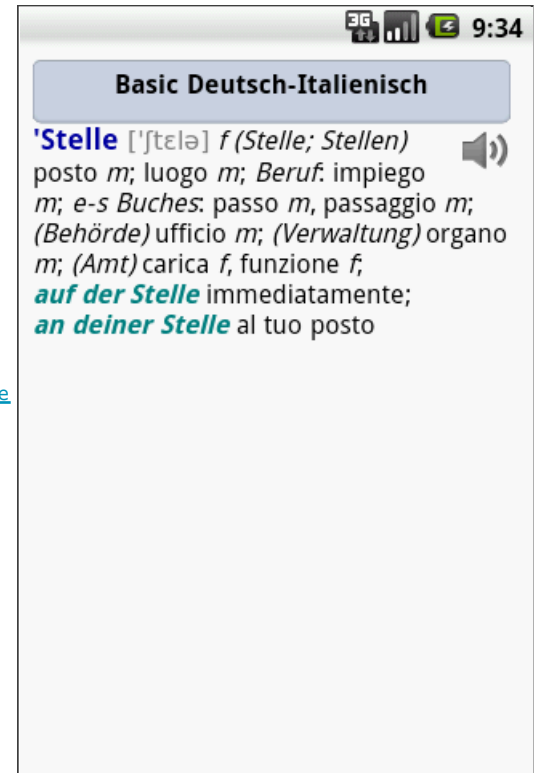 3G 9:34
Basic Deutsch-Italienisch
'Stelle ['ʃtɛlə] f (Stelle; Stellen)
posto m; luogo m; Beruf: impiego
m; e-s Buches: passo m, passaggio m;
(Behörde) ufficio m; (Verwaltung) organo
m; (Amt) carica f, funzione f;
auf der Stelle immediatamente;
an deiner Stelle al tuo posto
e